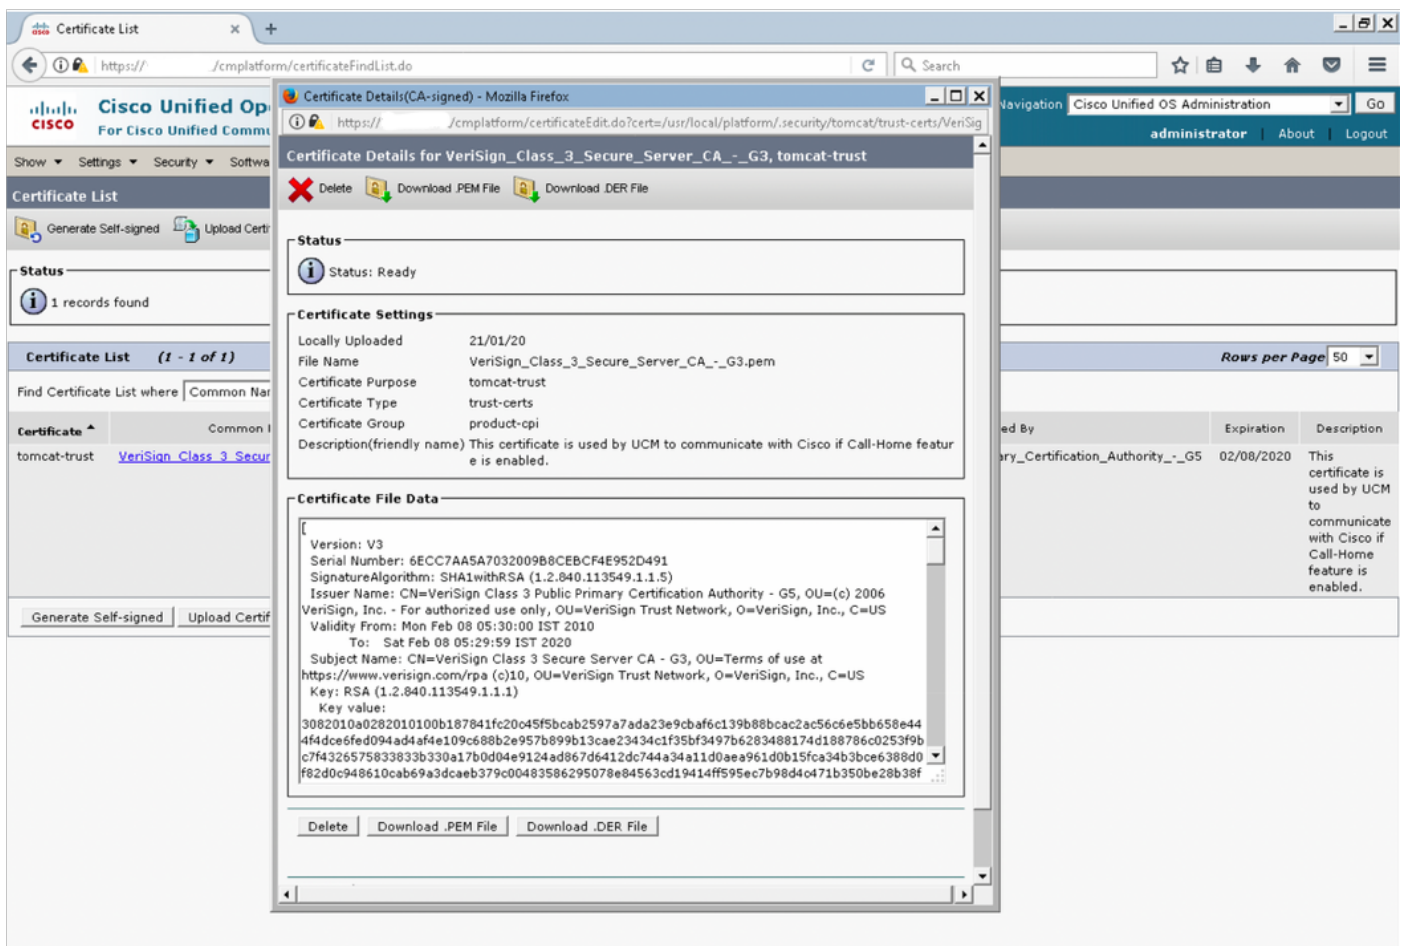 Certificate List
https://
/cmplatform/certificateFindList.do
Search
CISCO
Cisco Unified Op
For Cisco Unified Commu
Navigation Cisco Unified OS Administration Go
administrator | About | Logout
Show Settings Security Softwa
Certificate List
Generate Self-signed Upload Certi
Status
1 records found
Certificate List (1 - 1 of 1)
Rows per Page 50
Find Certificate List where Common Nar
Certificate Common
ed By Expiration Description
tomcat-trust VeriSign_Class_3_Secur
ry_Certification_Authority_-_G5 02/08/2020 This
certificate is
used by UCM
to
communicate
with Cisco if
Call-Home
feature is
enabled.
Generate Self-signed Upload Certif
Certificate Details(CA-signed) - Mozilla Firefox
https:// /cmplatform/certificateEdit.do?cert=/usr/local/platform/.security/tomcat/trust-certs/VeriSig
Certificate Details for VeriSign_Class_3_Secure_Server_CA_-_G3, tomcat-trust
Delete Download .PEM File Download .DER File
Status
Status: Ready
Certificate Settings
Locally Uploaded 21/01/20
File Name VeriSign_Class_3_Secure_Server_CA_-_G3.pem
Certificate Purpose tomcat-trust
Certificate Type trust-certs
Certificate Group product-cpi
Description(friendly name) This certificate is used by UCM to communicate with Cisco if Call-Home featur
e is enabled.
Certificate File Data
[
Version: V3
Serial Number: 6ECC7AA5A7032009B8CEBCF4E952D491
SignatureAlgorithm: SHA1withRSA (1.2.840.113549.1.1.5)
Issuer Name: CN=VeriSign Class 3 Public Primary Certification Authority - G5, OU=(c) 2006
VeriSign, Inc. - For authorized use only, OU=VeriSign Trust Network, O=VeriSign, Inc., C=US
Validity From: Mon Feb 08 05:30:00 IST 2010
To: Sat Feb 08 05:29:59 IST 2020
Subject Name: CN=VeriSign Class 3 Secure Server CA - G3, OU=Terms of use at
https://www.verisign.com/rpa (c)10, OU=VeriSign Trust Network, O=VeriSign, Inc., C=US
Key: RSA (1.2.840.113549.1.1.1)
Key value:
3082010a0282010100b187841fc20c45f5bcab2597a7ada23e9cbaf6c139b88bcac2ac56c6e5bb658e44
4f4dce6fed094ad4af4e109c688b2e957b899b13cae23434c1f35bf3497b6283488174d188786c0253f9b
c7f4326575833833b330a17b0d04e9124ad867d6412dc744a34a11d0aea961d0b15fca34b3bce6388d0
f82d0c948610cab69a3dcaeb379c00483586295078e84563cd19414ff595ec7b98d4c471b350be28b38f
Delete Download .PEM File Download .DER File